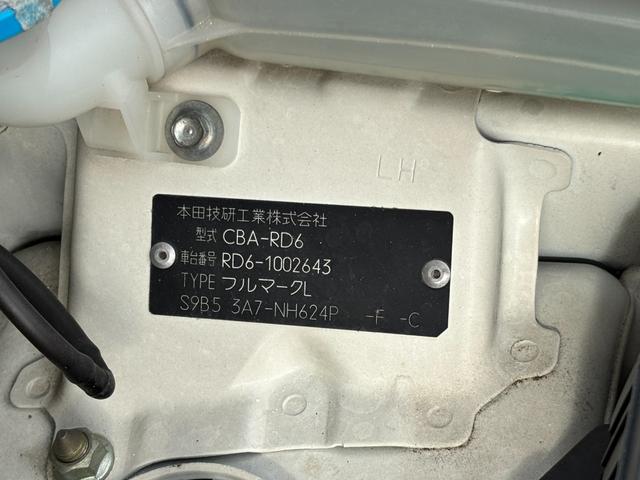 LH
本田技研工業株式会社
型式 CBA-RD6
車台番号 RD6-1002643
TYPE フルマークL
S9B5 3A7-NH624P -F -C